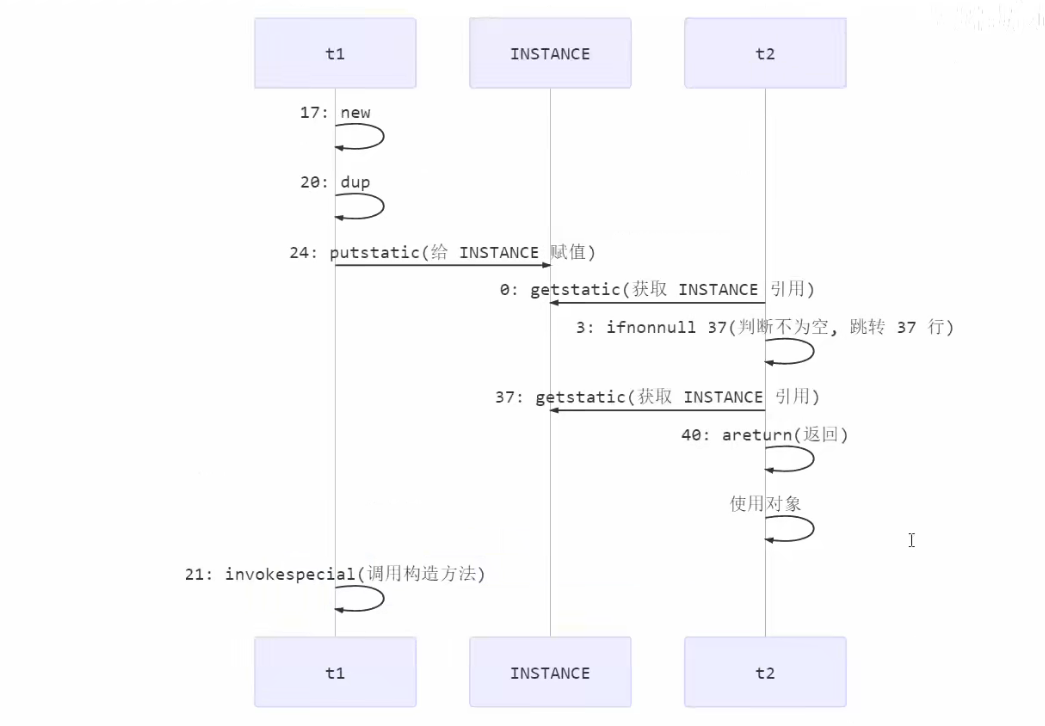 t1
INSTANCE
t2
17: new
20: dup
24: putstatic(给 INSTANCE 赋值)
0: getstatic(获取 INSTANCE 引用)
3: ifnonnull 37(判断不为空, 跳转 37 行)
37: getstatic(获取 INSTANCE 引用)
40: areturn(返回)
使用对象
21: invokespecial(调用构造方法)
t1
INSTANCE
t2